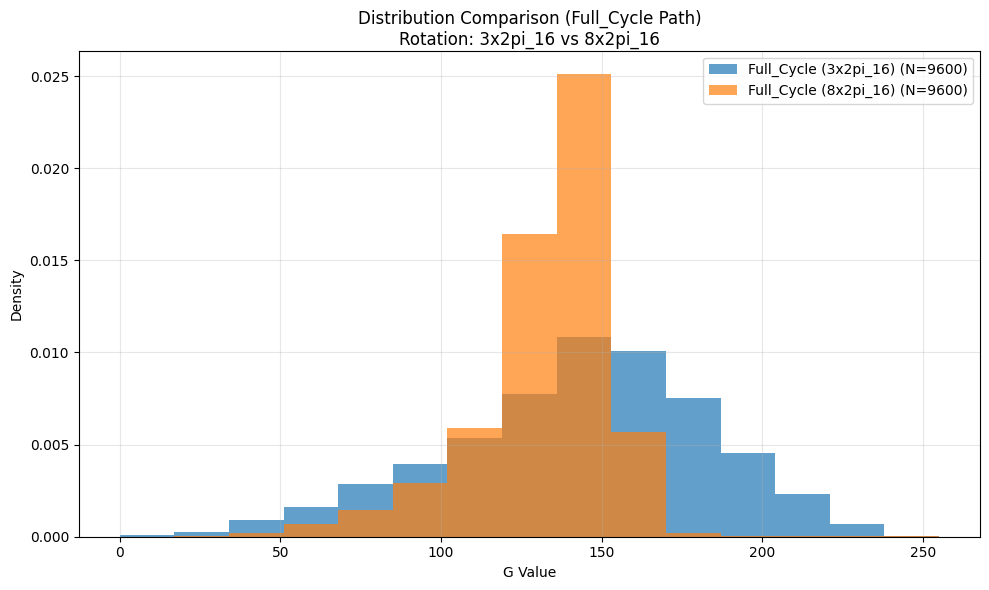 Distribution Comparison (Full_Cycle Path)
Rotation: 3x2pi_16 vs 8x2pi_16
Full_Cycle (3x2pi_16) (N=9600)
Full_Cycle (8x2pi_16) (N=9600)
0.025
0.020
0.015
0.010
0.005
0.000
Density
0 50 100 150 200 250
G Value